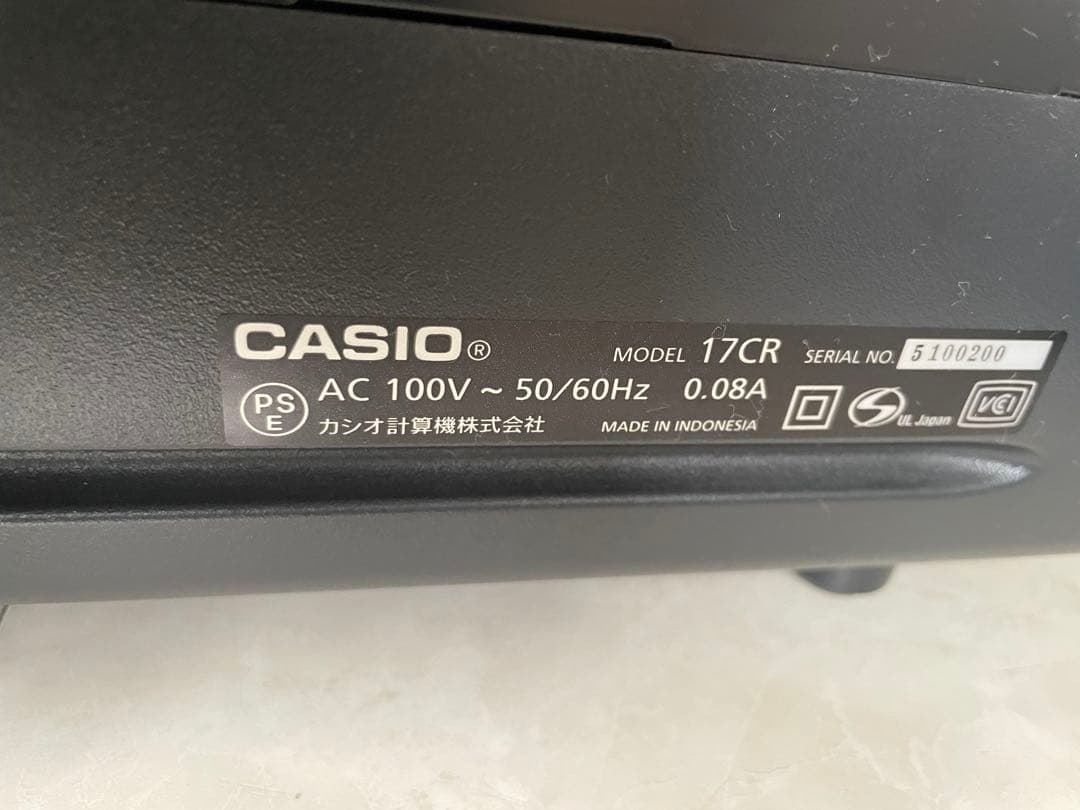 CASIO® MODEL 17CR SERIAL NO. 5100200
PS E AC 100V ~ 50/60Hz 0.08A
カシオ計算機株式会社 MADE IN INDONESIA UL Japan VCI